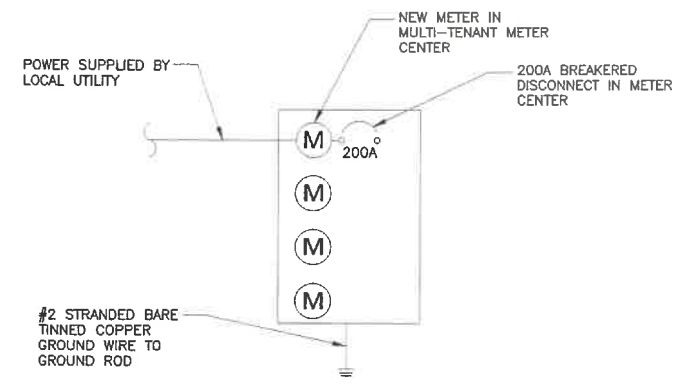 NEW METER IN
MULTI-TENANT METER
CENTER
POWER SUPPLIED BY
LOCAL UTILITY
200A BREAKERED
DISCONNECT IN METER
CENTER
M
200A
M
M
M
#2 STRANDED BARE
TINNED COPPER
GROUND WIRE TO
GROUND ROD